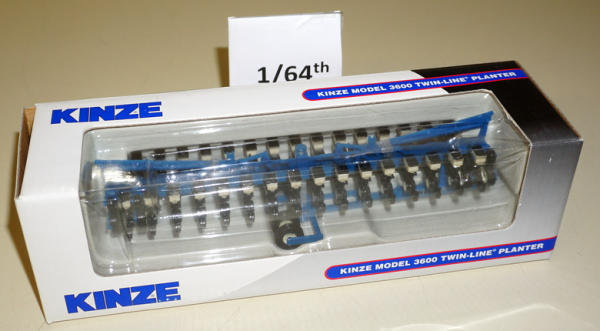 1/64th
KINZE
KINZE MODEL 3600 TWIN-LINE® PLANTER
KINZE MODEL 3600 TWIN-LINE® PLANTER
KINZE